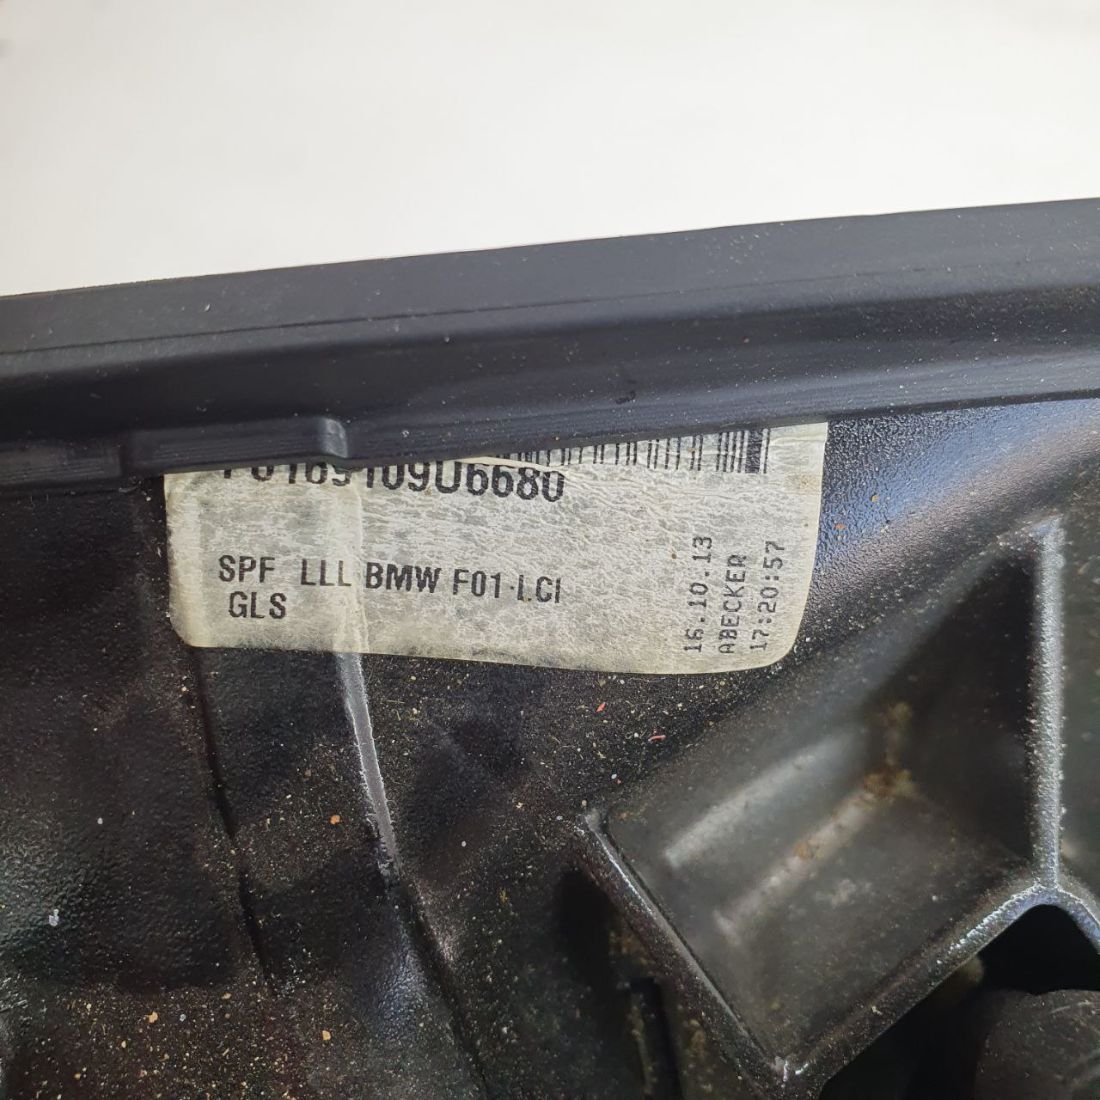 SPF LLL BMW F01-LCI
GLS
16.10.13
ABECKER
17:20:57